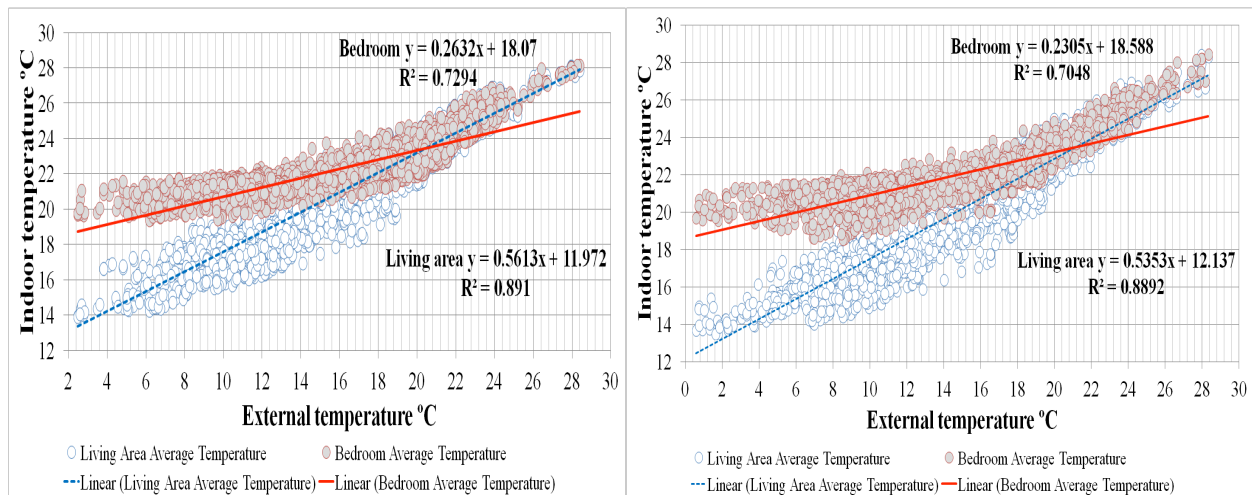 Indoor temperature ºC
28
26
24
22
20
18
16
14
12
Bedroom y = 0.2632x + 18.07
R² = 0.7294
Living area y = 0.5613x + 11.972
R² = 0.891
2 4 6 8 10 12 14 16 18 20 22 24 26 28 30
External temperature ºC
Living Area Average Temperature
Bedroom Average Temperature
Linear (Living Area Average Temperature)
Linear (Bedroom Average Temperature)
Indoor temperature ºC
30
28
26
24
22
20
18
16
14
12
Bedroom y = 0.2305x + 18.588
R² = 0.7048
Living area y = 0.5353x + 12.137
R² = 0.8892
0 2 4 6 8 10 12 14 16 18 20 22 24 26 28 30
External temperature ºC
Living Area Average Temperature
Bedroom Average Temperature
Linear (Living Area Average Temperature)
Linear (Bedroom Average Temperature)